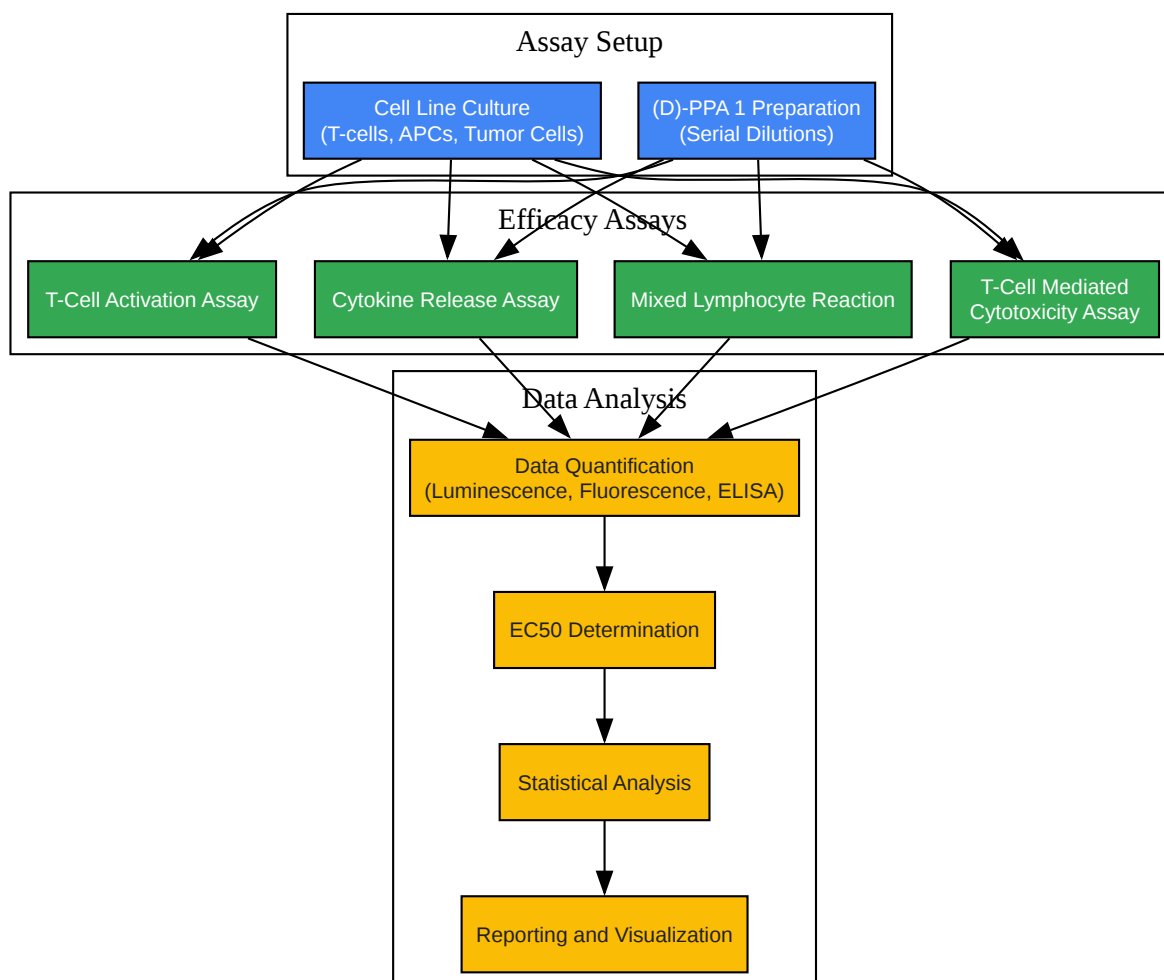 Assay Setup
Cell Line Culture
(T-cells, APCs, Tumor Cells)
(D)-PPA 1 Preparation
(Serial Dilutions)
Efficacy Assays
T-Cell Activation Assay
Cytokine Release Assay
Mixed Lymphocyte Reaction
T-Cell Mediated
Cytotoxicity Assay
Data Analysis
Data Quantification
(Luminescence, Fluorescence, ELISA)
EC50 Determination
Statistical Analysis
Reporting and Visualization